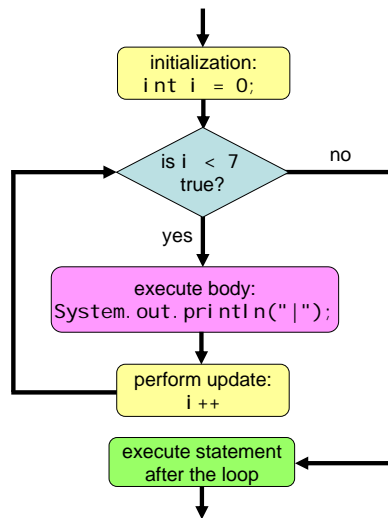 initialization:
int i = 0;
is i < 7
true?
no
yes
execute body:
System.out.println("|");
perform update:
i++
execute statement
after the loop